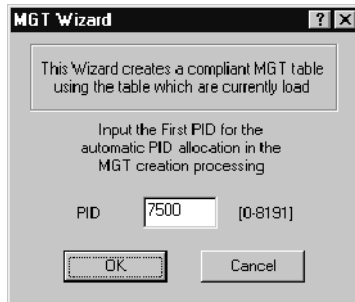 MGT Wizard
This Wizard creates a compliant MGT table
using the table which are currently load
Input the First PID for the
automatic PID allocation in the
MGT creation processing
PID 7500 [0-8191]
OK Cancel